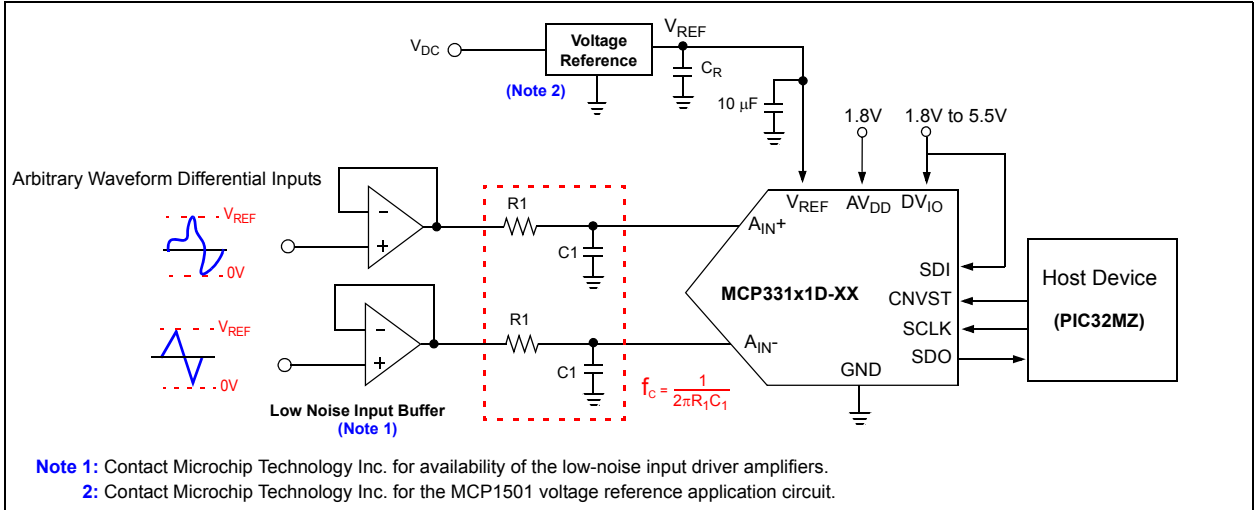 V_DC
Voltage
Reference
(Note 2)
V_REF
C_R
10 μF
1.8V
1.8V to 5.5V
Arbitrary Waveform Differential Inputs
V_REF
0V
V_REF
0V
−
+
−
+
Low Noise Input Buffer
(Note 1)
R1
C1
R1
C1
f_c = 1/(2πR₁C₁)
V_REF
AV_DD
DV_IO
A_IN+
A_IN-
MCP331x1D-XX
SDI
CNVST
SCLK
SDO
GND
Host Device
(PIC32MZ)
Note 1: Contact Microchip Technology Inc. for availability of the low-noise input driver amplifiers.
2: Contact Microchip Technology Inc. for the MCP1501 voltage reference application circuit.